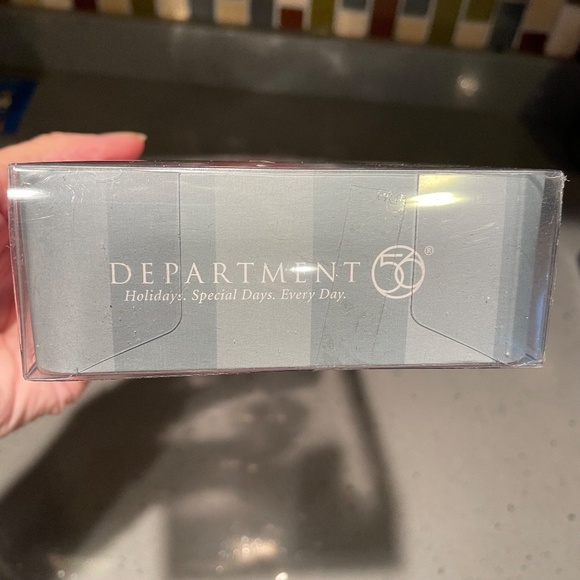 DEPARTMENT 56®
Holidays. Special Days. Every Day.